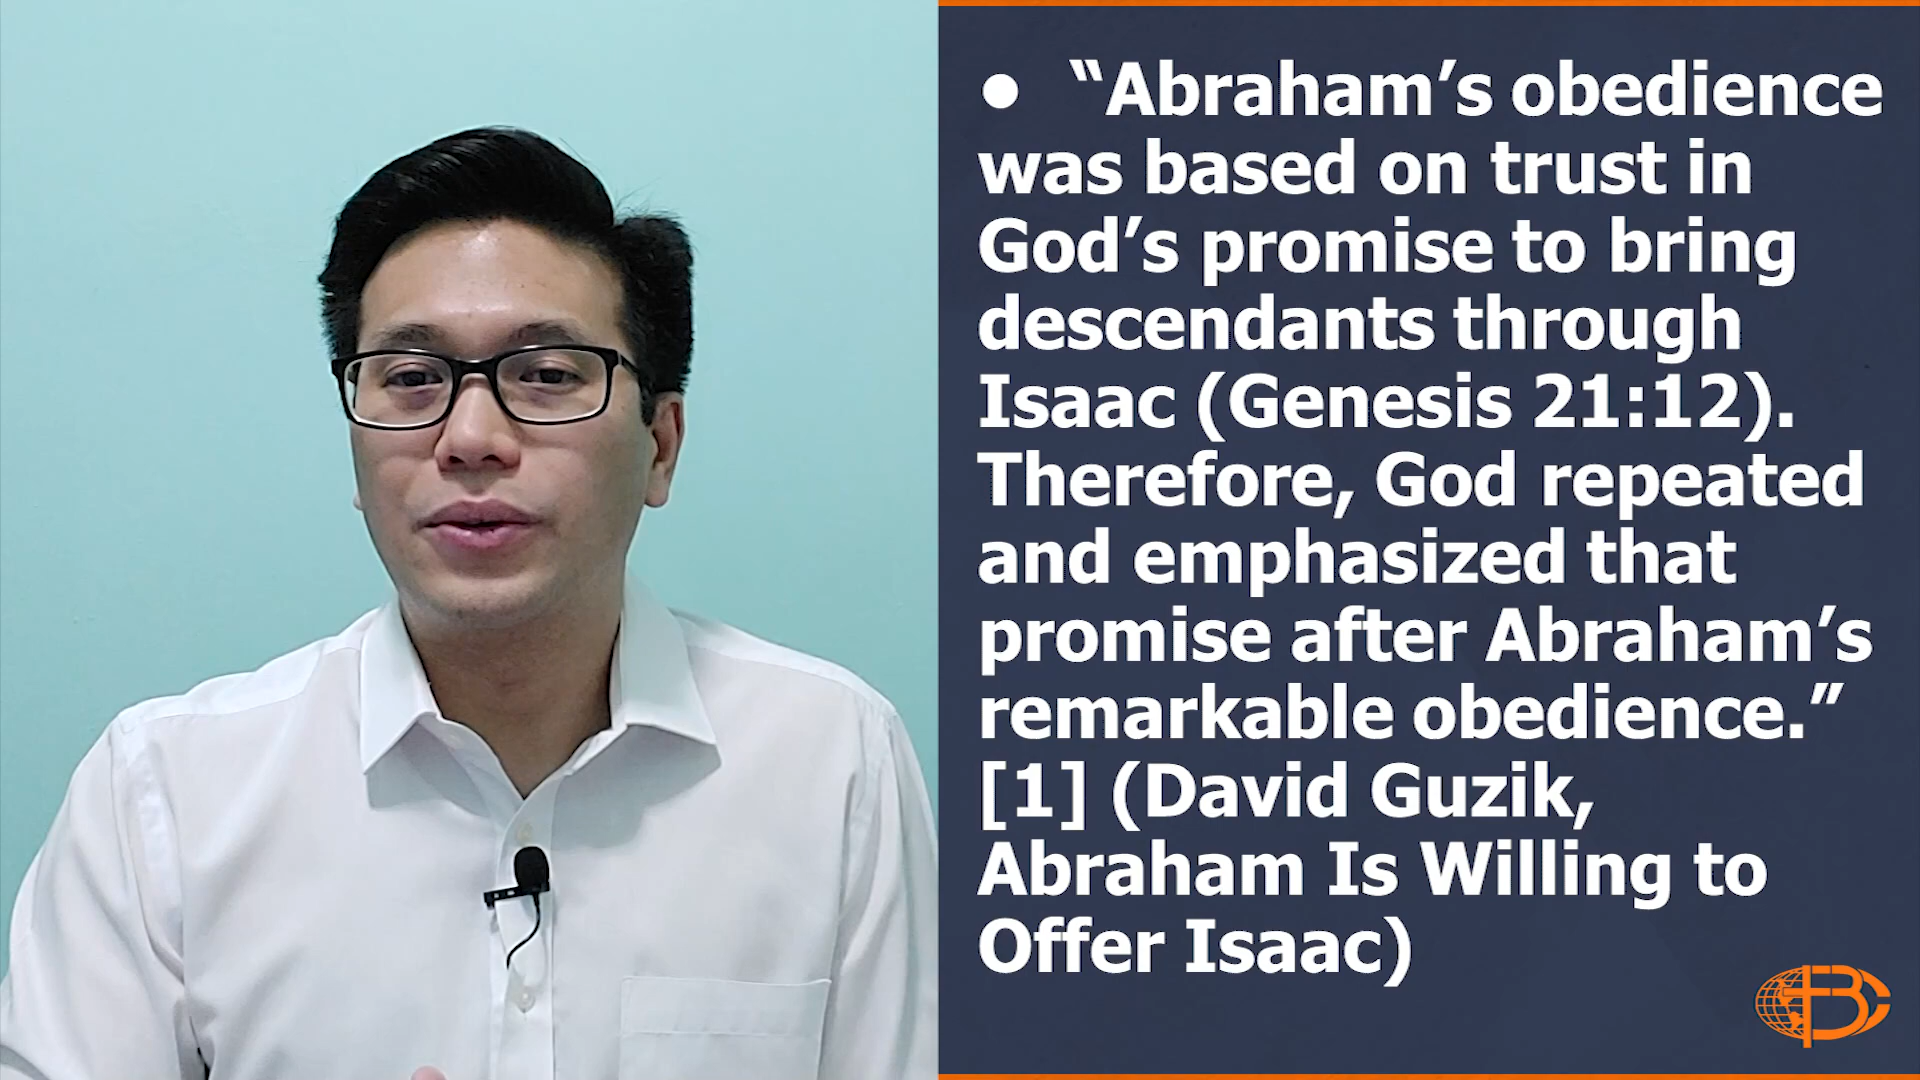 ● “Abraham’s obedience
was based on trust in
God’s promise to bring
descendants through
Isaac (Genesis 21:12).
Therefore, God repeated
and emphasized that
promise after Abraham’s
remarkable obedience.”
[1] (David Guzik,
Abraham Is Willing to
Offer Isaac)
BC